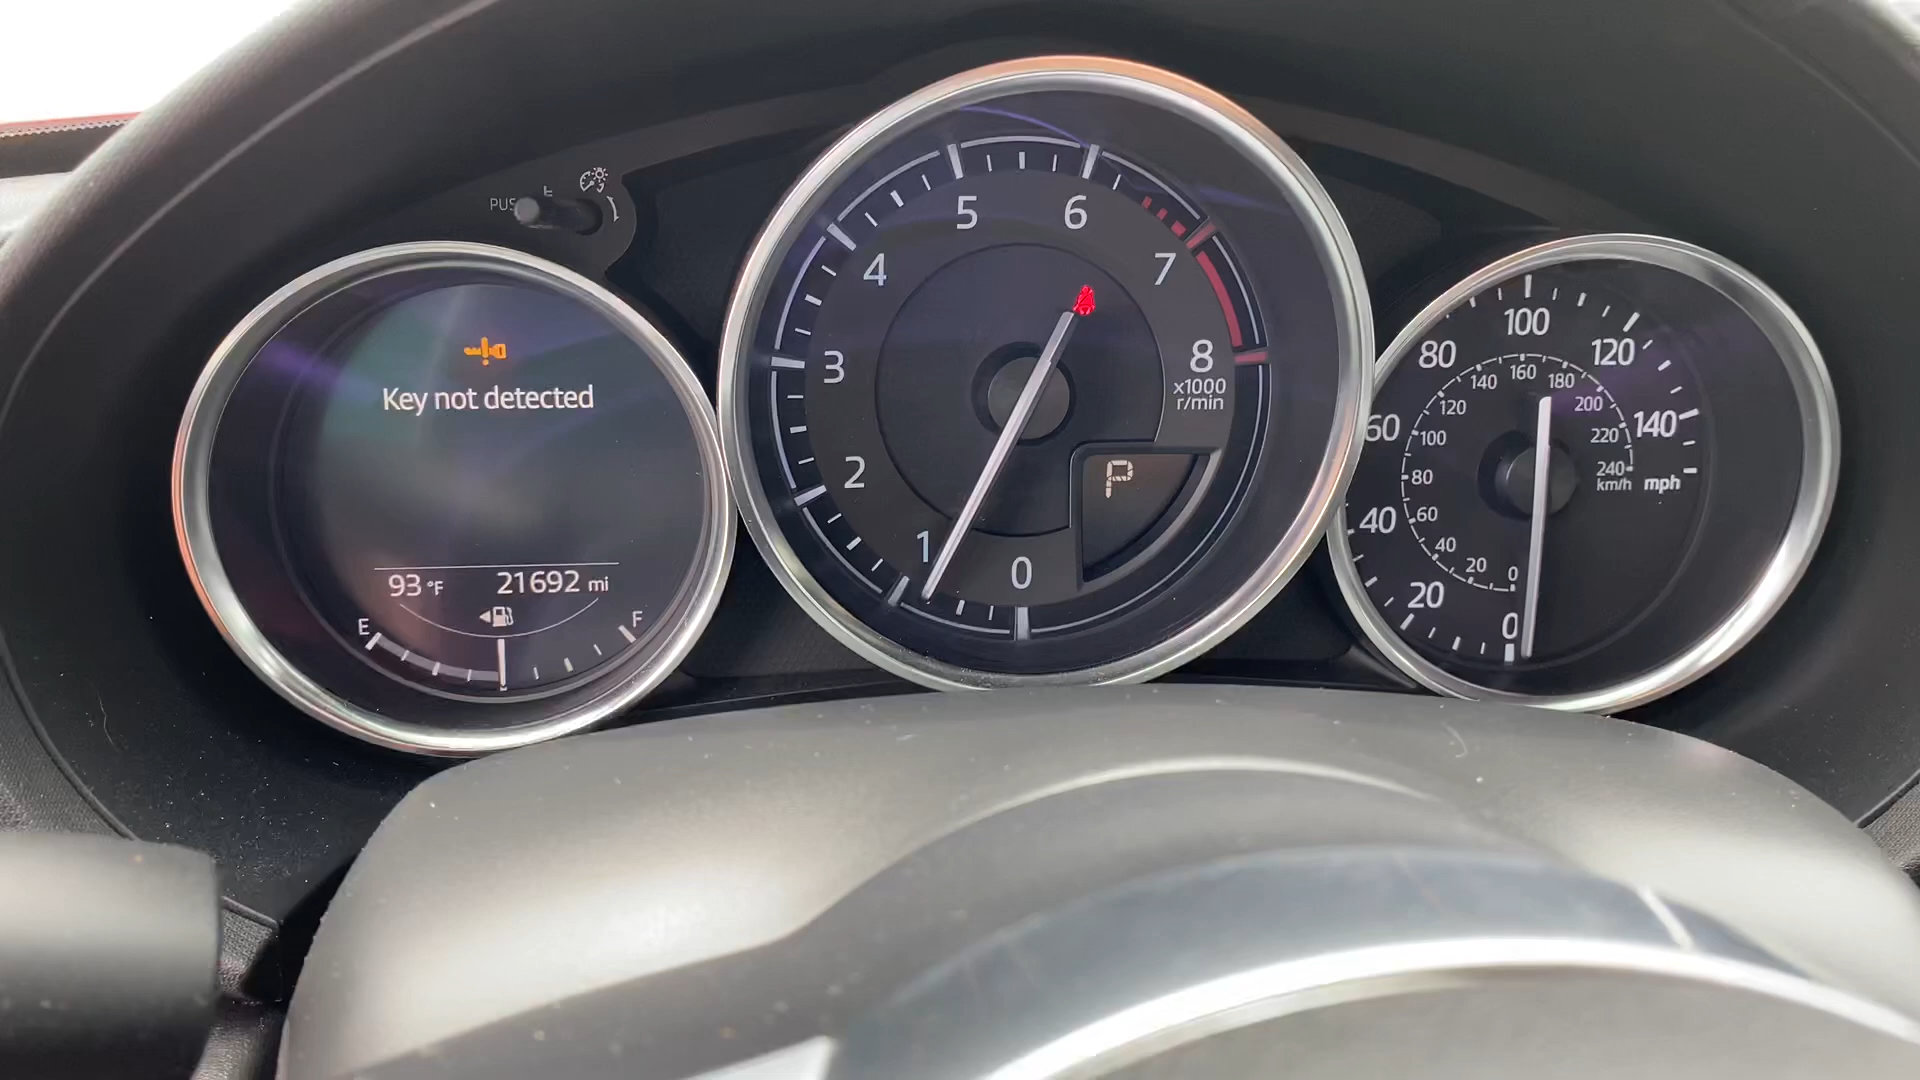 PUS
Key not detected
93 °F 21692 mi
E F
0 1 2 3 4 5 6 7 8
x1000
r/min
P
0 20 40 60 80 100 120 140
mph
0 20 40 60 80 100 120 140 160 180 200 220 240
km/h